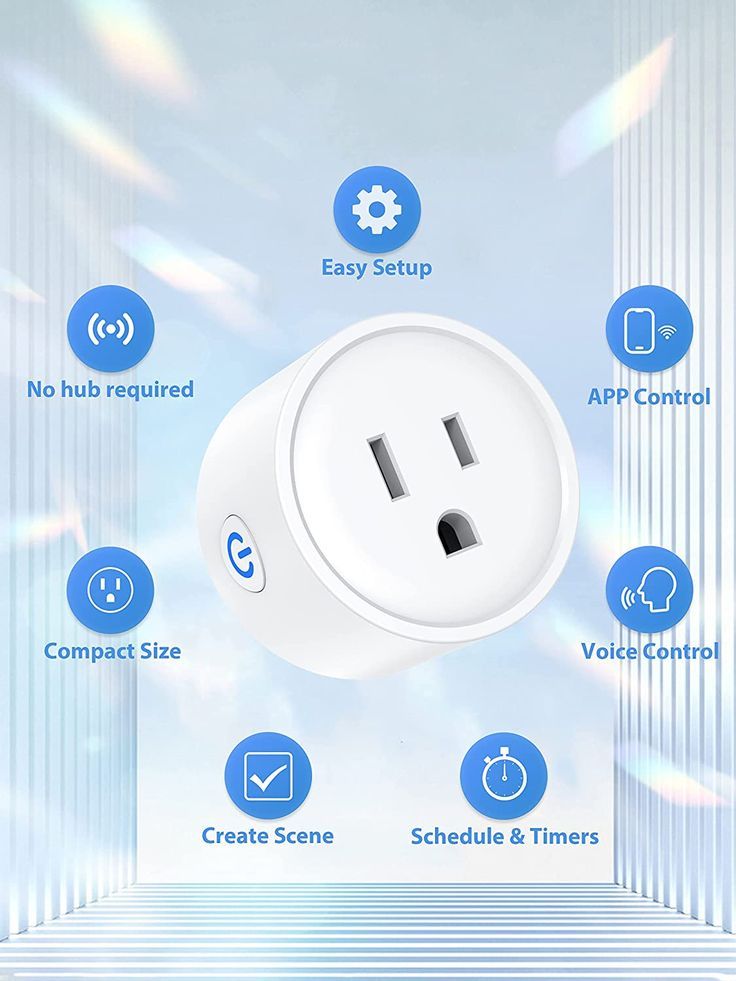 Easy Setup
No hub required
APP Control
Compact Size
Voice Control
Create Scene
Schedule & Timers